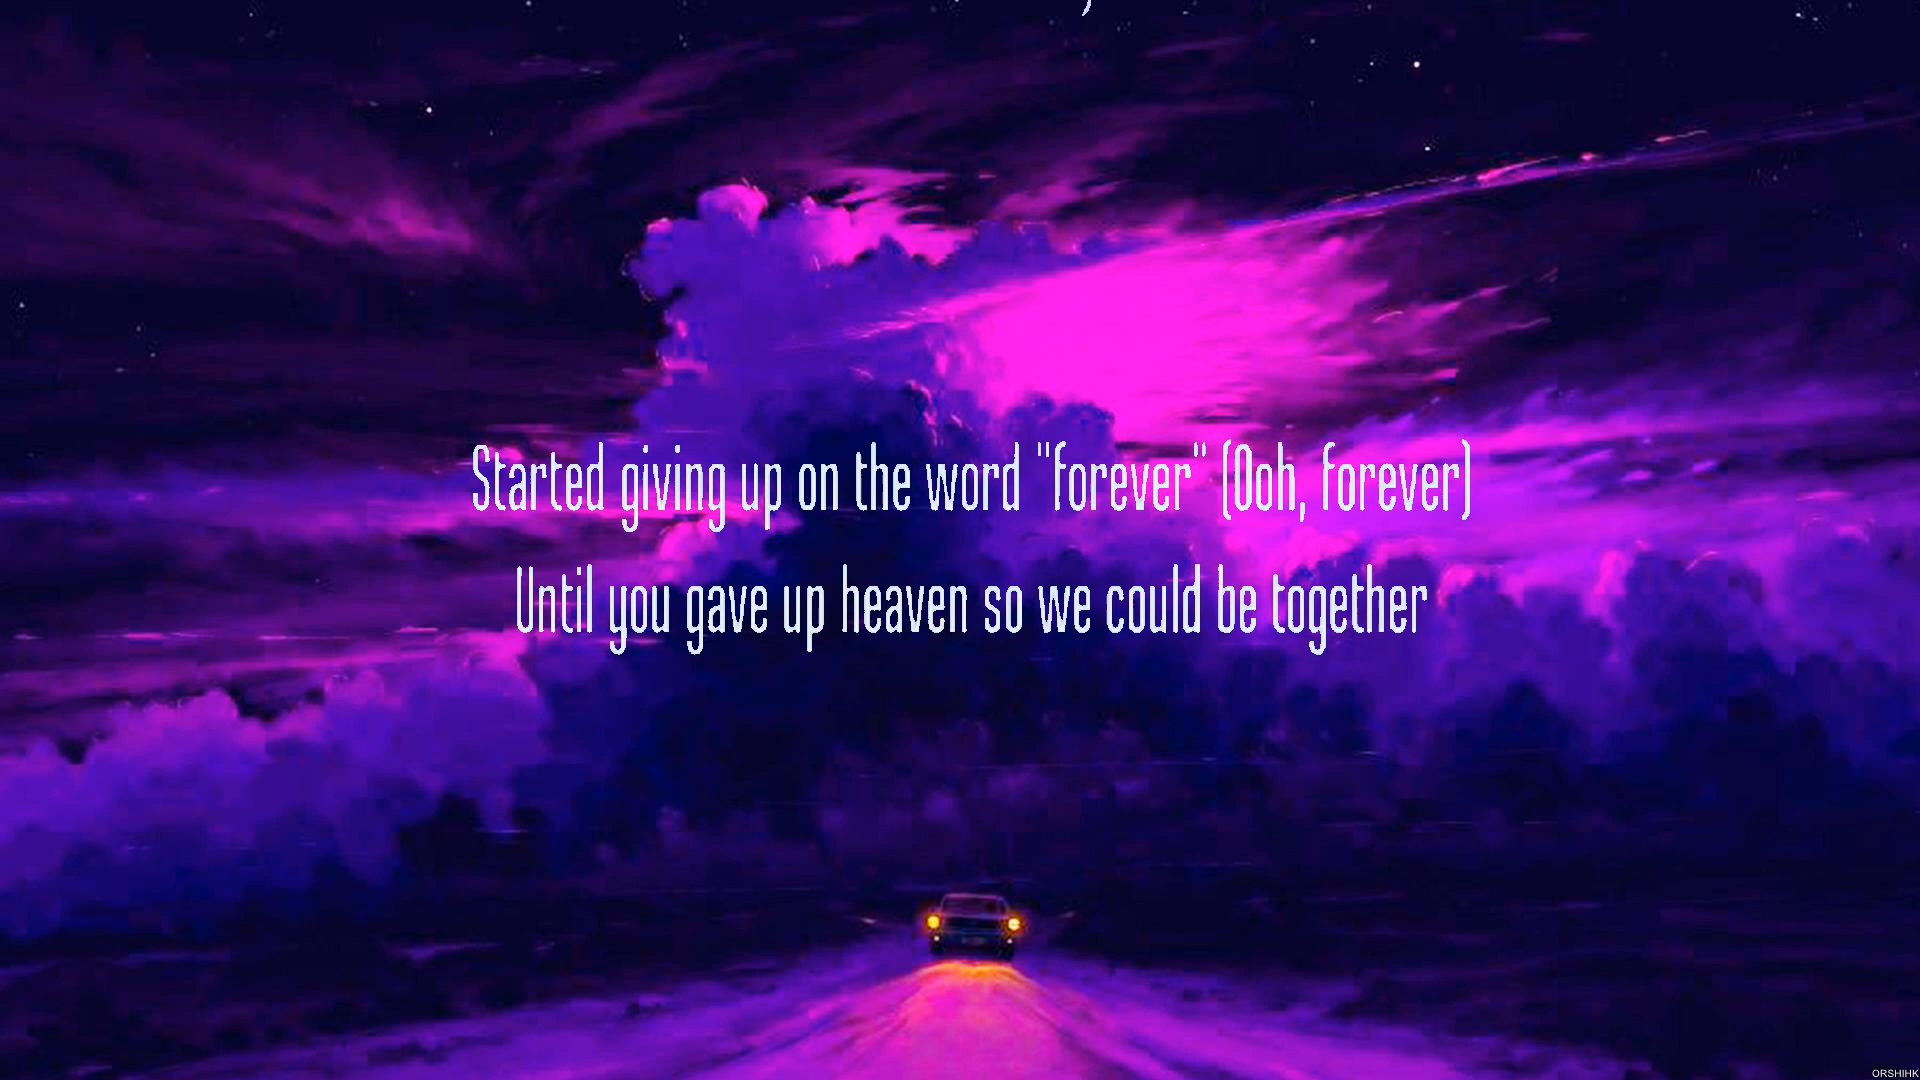 Started giving up on the word "forever" (Ooh, forever)
Until you gave up heaven so we could be together
ORSHIHK